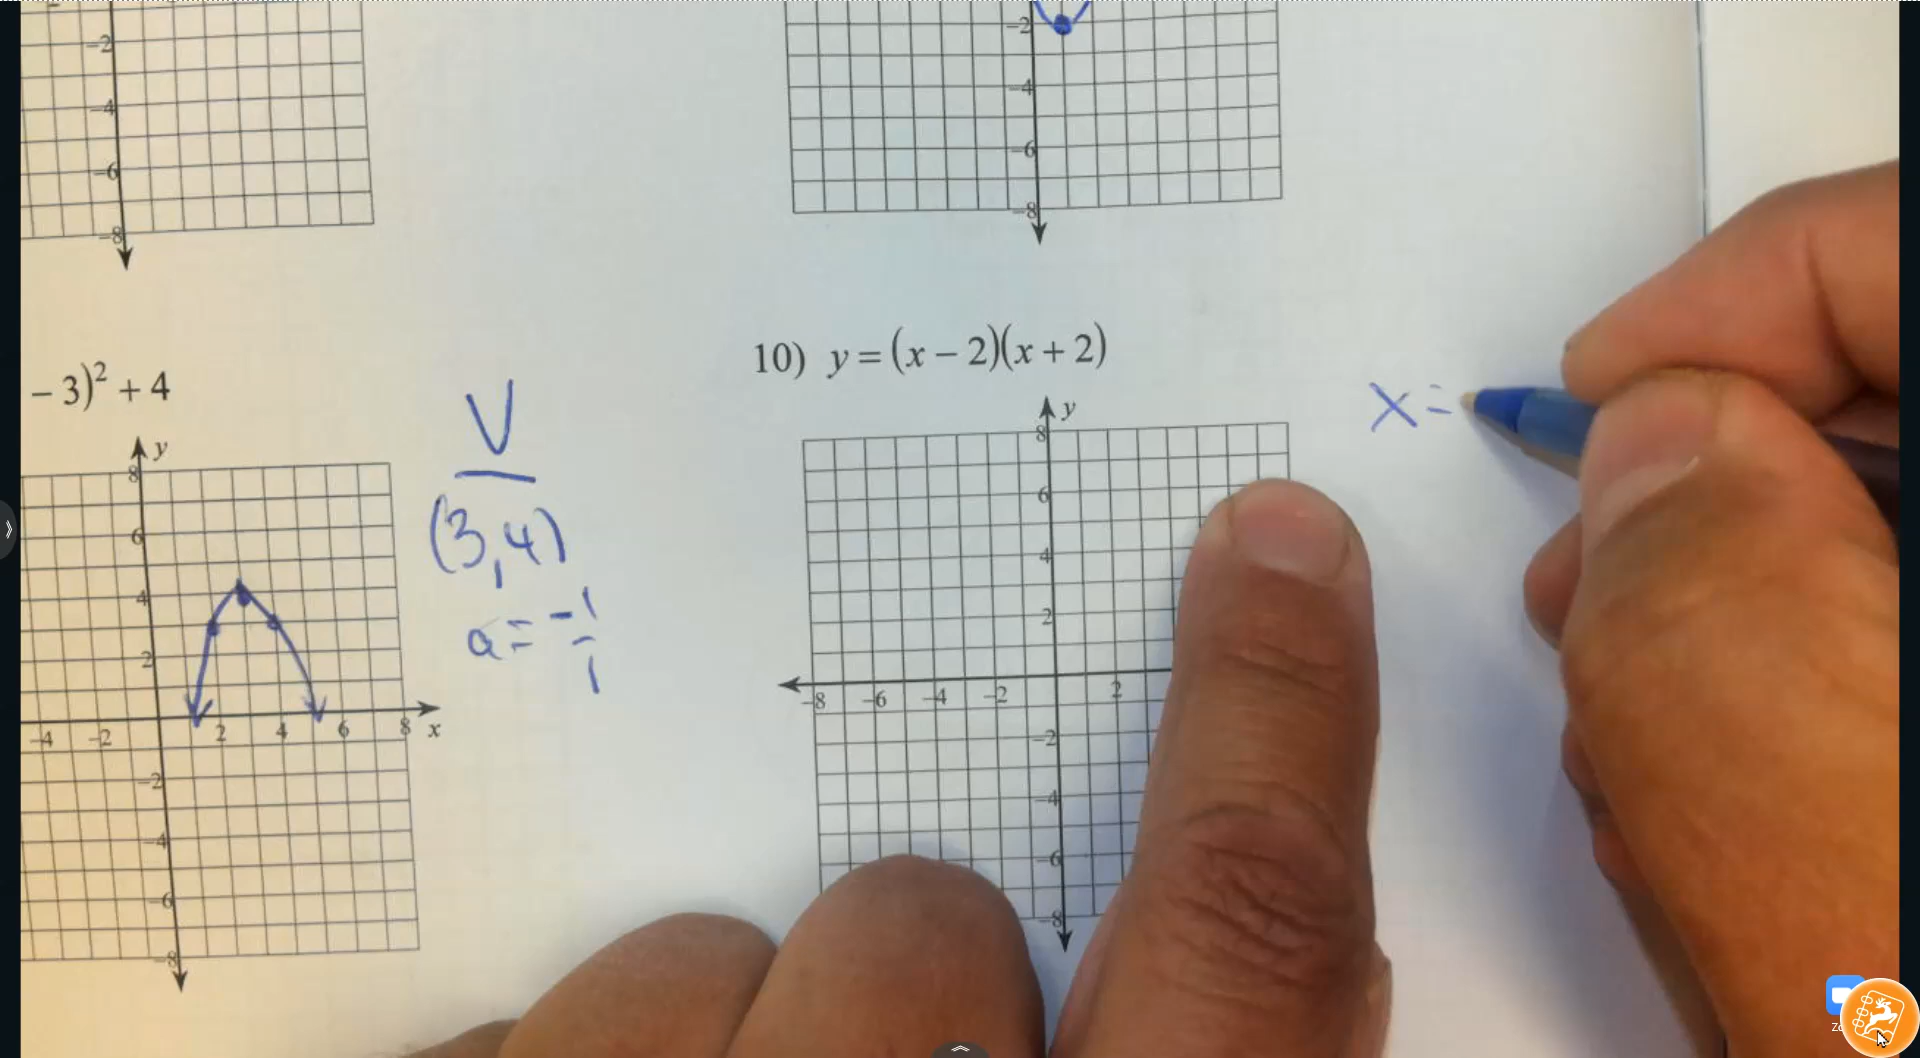 -2
-4
-6
-8
-2
-4
-6
-8
- 3)² + 4
V
(3,4)
a = -1/1
y
8
6
4
2
-4 -2 2 4 6 8 x
-2
-4
-6
-8
10) y = (x - 2)(x + 2)
x =
y
8
6
4
2
-8 -6 -4 -2 2
-2
-4
-6
-8